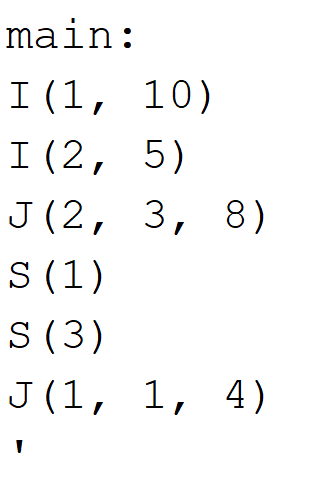 main:
I(1, 10)
I(2, 5)
J(2, 3, 8)
S(1)
S(3)
J(1, 1, 4)
'